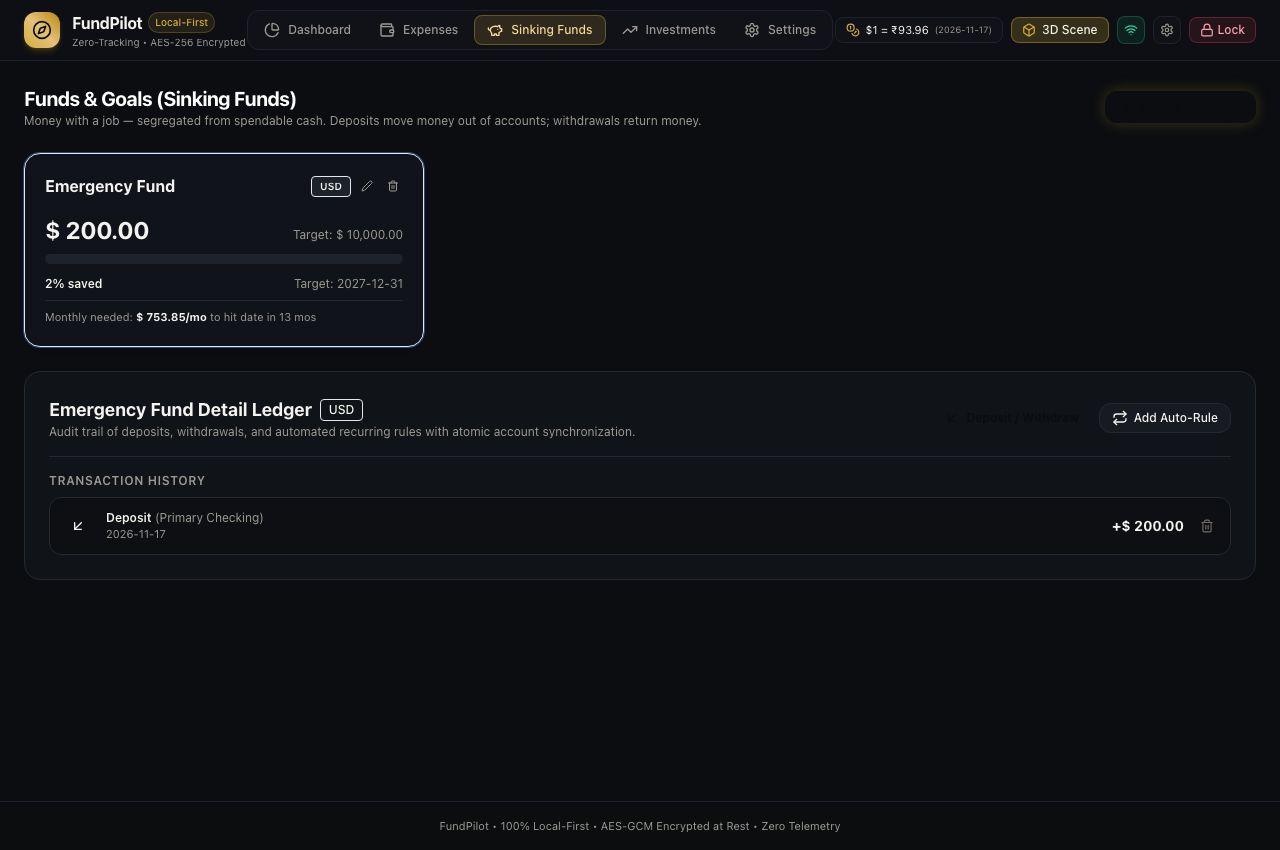 FundPilot Local-First
Zero-Tracking • AES-256 Encrypted
Dashboard
Expenses
Sinking Funds
Investments
Settings
$1 = ₹93.96 (2026-11-17)
3D Scene
Lock
Funds & Goals (Sinking Funds)
Money with a job — segregated from spendable cash. Deposits move money out of accounts; withdrawals return money.
Emergency Fund USD
$ 200.00 Target: $ 10,000.00
2% saved Target: 2027-12-31
Monthly needed: $ 753.85/mo to hit date in 13 mos
Emergency Fund Detail Ledger USD
Audit trail of deposits, withdrawals, and automated recurring rules with atomic account synchronization.
Deposit / Withdraw
Add Auto-Rule
TRANSACTION HISTORY
Deposit (Primary Checking)
2026-11-17
+$ 200.00
FundPilot • 100% Local-First • AES-GCM Encrypted at Rest • Zero Telemetry